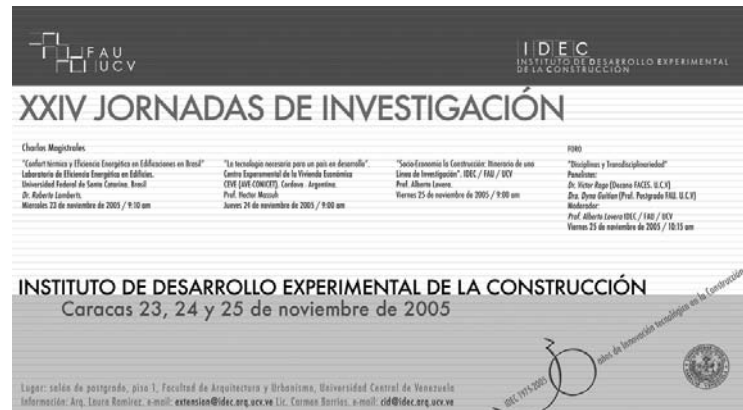 FAU
UCV
IDEC
INSTITUTO DE DESARROLLO EXPERIMENTAL
DE LA CONSTRUCCIÓN
XXIV JORNADAS DE INVESTIGACIÓN
Charlas Magistrales
"Confort térmico y Eficiencia Energética en Edificaciones en Brasil"
Laboratorio de Eficiencia Energética en Edificios.
Universidad Federal de Santa Catarina. Brasil
Dr. Roberto Lamberts.
Miercoles 23 de noviembre de 2005 / 9:10 am
"La tecnología necesaria para un pais en desarrollo".
Centro Experimental de la Vivienda Económica
CEVE (AVE-CONICET). Cordova. Argentina.
Prof. Hector Massuh
Jueves 24 de noviembre de 2005 / 9:00 am
"Socio-Economía la Construcción: Itinerario de una
Línea de Investigación". IDEC / FAU / UCV
Prof. Alberto Lovera.
Viernes 25 de noviembre de 2005 / 9:00 am
FORO
"Disciplinas y Transdisciplinariedad"
Panelistas:
Dr. Víctor Rago (Decano FACES. U.C.V)
Dra. Dyna Guitian (Prof. Postgrado FAU. U.C.V)
Moderador:
Prof. Alberto Lovera IDEC / FAU / UCV
Viernes 25 de noviembre de 2005 / 10:15 am
INSTITUTO DE DESARROLLO EXPERIMENTAL DE LA CONSTRUCCIÓN
Caracas 23, 24 y 25 de noviembre de 2005
IDEC 1975-2005
30 años de Innovación tecnológica en la Construcción
Lugar: salón de postgrado, piso 1, Facultad de Arquitectura y Urbanismo, Universidad Central de Venezuela
Información: Arq. Laura Ramírez. e-mail: extension@idec.arq.ucv.ve Lic. Carmen Barrios. e-mail: cid@idec.arq.ucv.ve